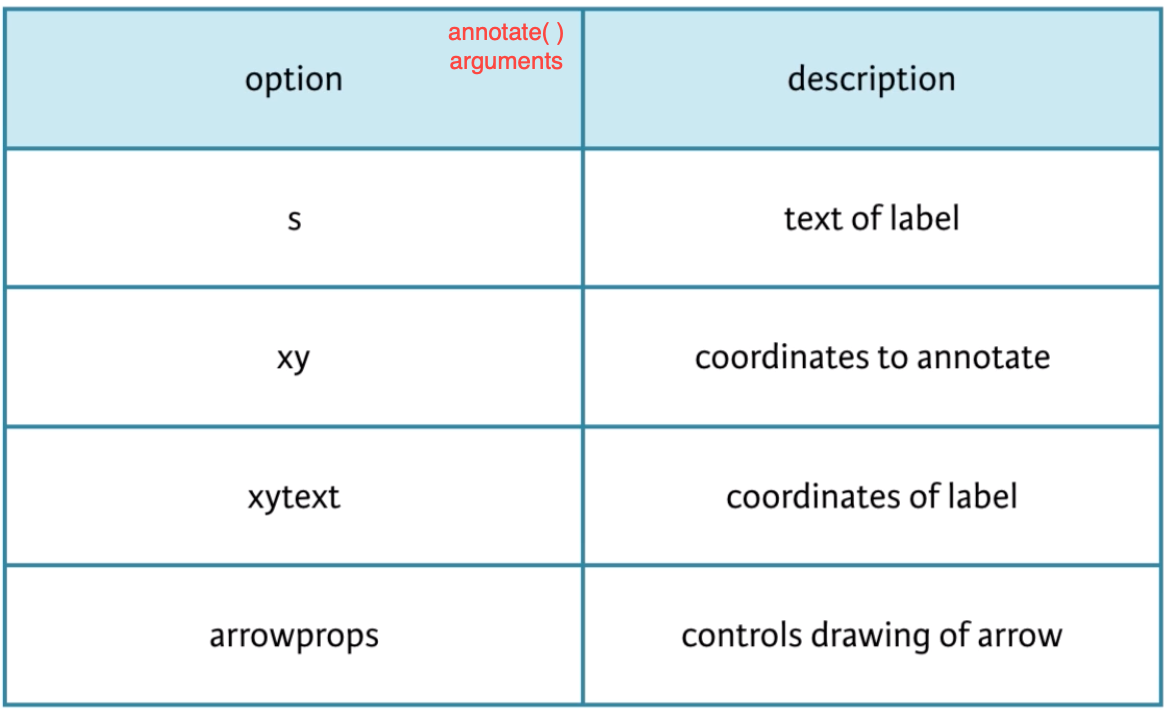 annotate( )
arguments
option
description
s
text of label
xy
coordinates to annotate
xytext
coordinates of label
arrowprops
controls drawing of arrow